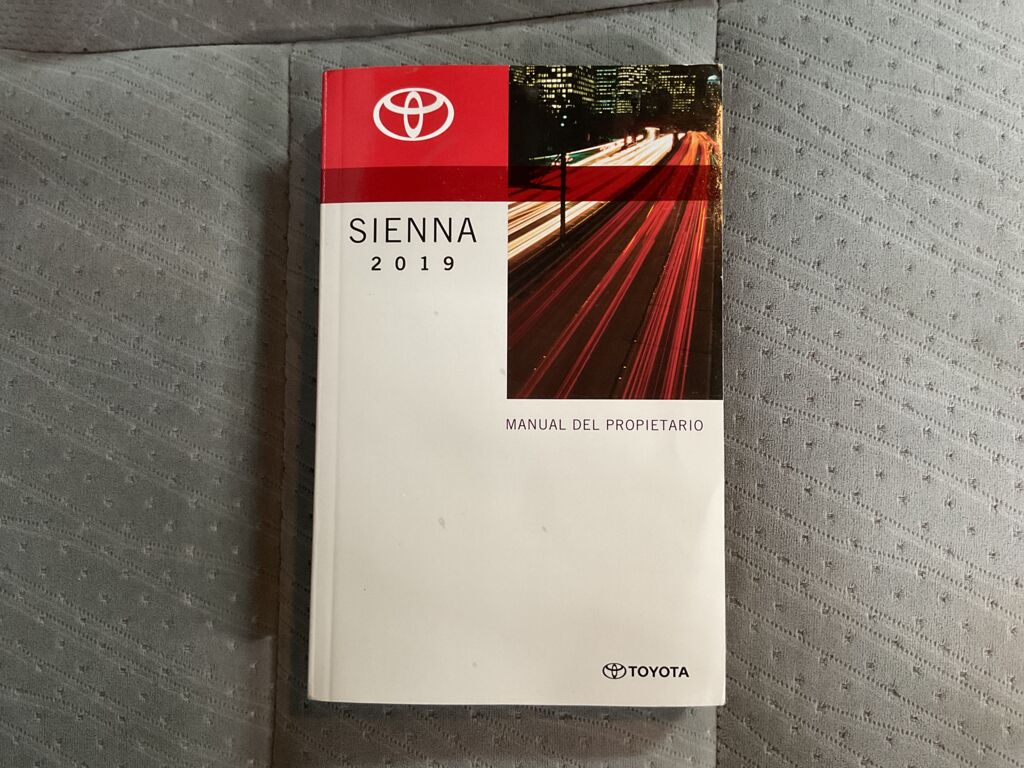 SIENNA
2019
MANUAL DEL PROPIETARIO
TOYOTA